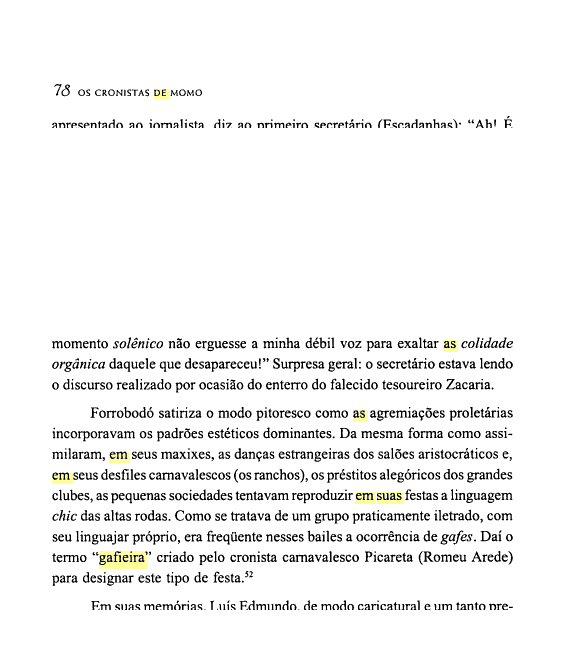 78 OS CRONISTAS DE MOMO
apresentado ao jornalista, diz ao primeiro secretário (Escadanhas): “Ah! É
momento solênico não erguesse a minha débil voz para exaltar as colidade
orgânica daquele que desapareceu!” Surpresa geral: o secretário estava lendo
o discurso realizado por ocasião do enterro do falecido tesoureiro Zacaria.
Forrobodó satiriza o modo pitoresco como as agremiações proletárias
incorporavam os padrões estéticos dominantes. Da mesma forma como assi-
milaram, em seus maxixes, as danças estrangeiras dos salões aristocráticos e,
em seus desfiles carnavalescos (os ranchos), os préstitos alegóricos dos grandes
clubes, as pequenas sociedades tentavam reproduzir em suas festas a linguagem
chic das altas rodas. Como se tratava de um grupo praticamente iletrado, com
seu linguajar próprio, era freqüente nesses bailes a ocorrência de gafes. Daí o
termo “gafieira” criado pelo cronista carnavalesco Picareta (Romeu Arede)
para designar este tipo de festa.⁵²
Em suas memórias, Luís Edmundo, de modo caricatural e um tanto pre-